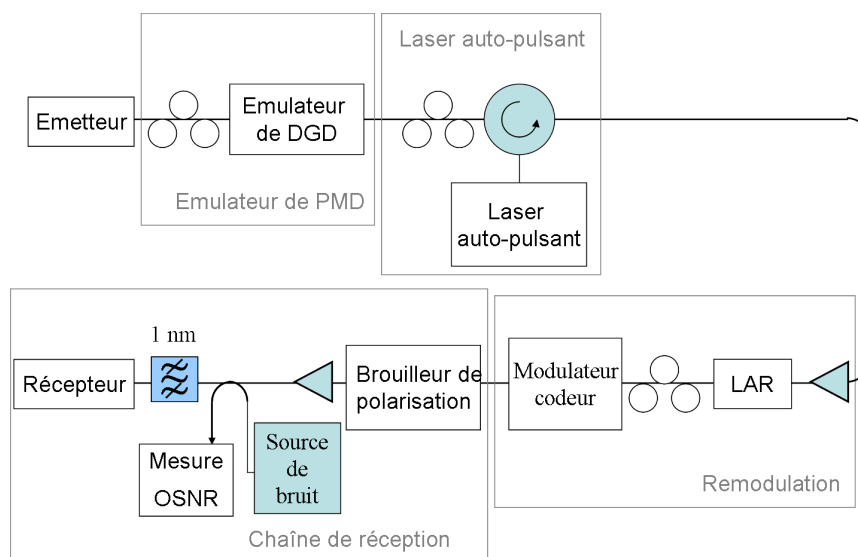 Laser auto-pulsant
Emetteur
Emulateur
de DGD
Emulateur de PMD
Laser
auto-pulsant
1 nm
Récepteur
Brouilleur de
polarisation
Modulateur
codeur
LAR
Mesure
OSNR
Source
de
bruit
Remodulation
Chaîne de réception